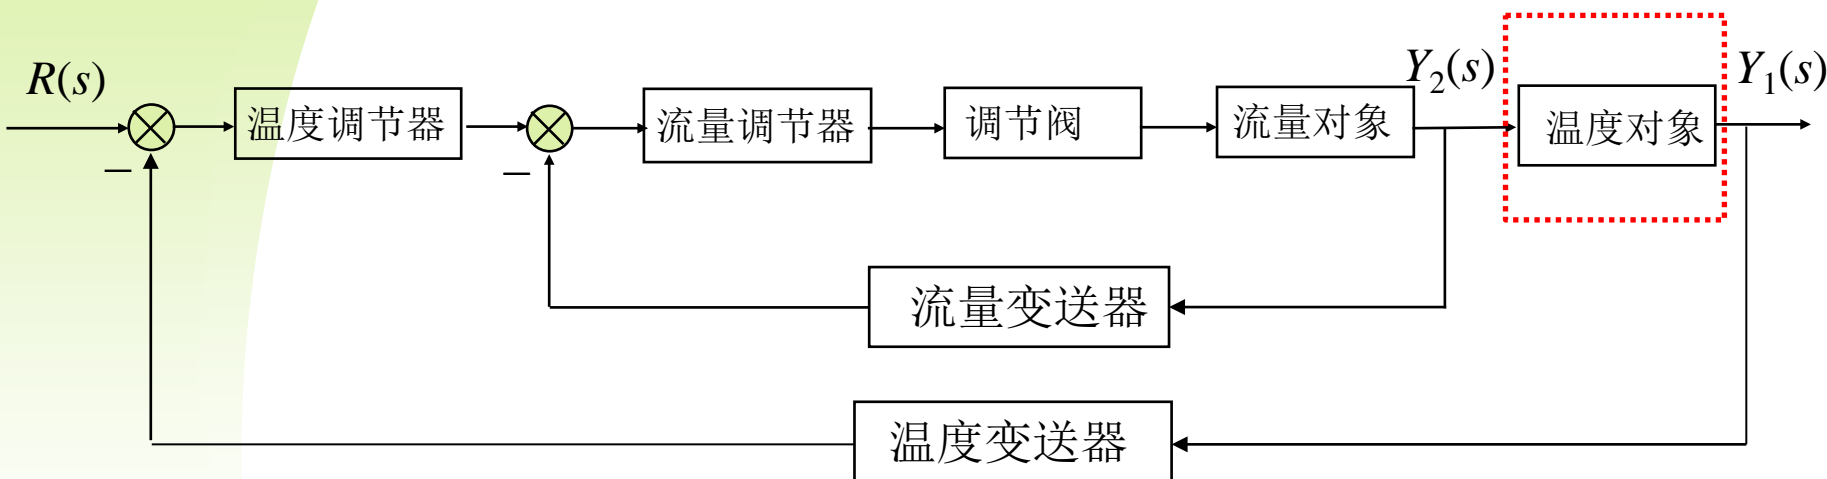 R(s)
温度调节器
流量调节器
调节阀
流量对象
Y₂(s)
温度对象
Y₁(s)
−
−
流量变送器
温度变送器